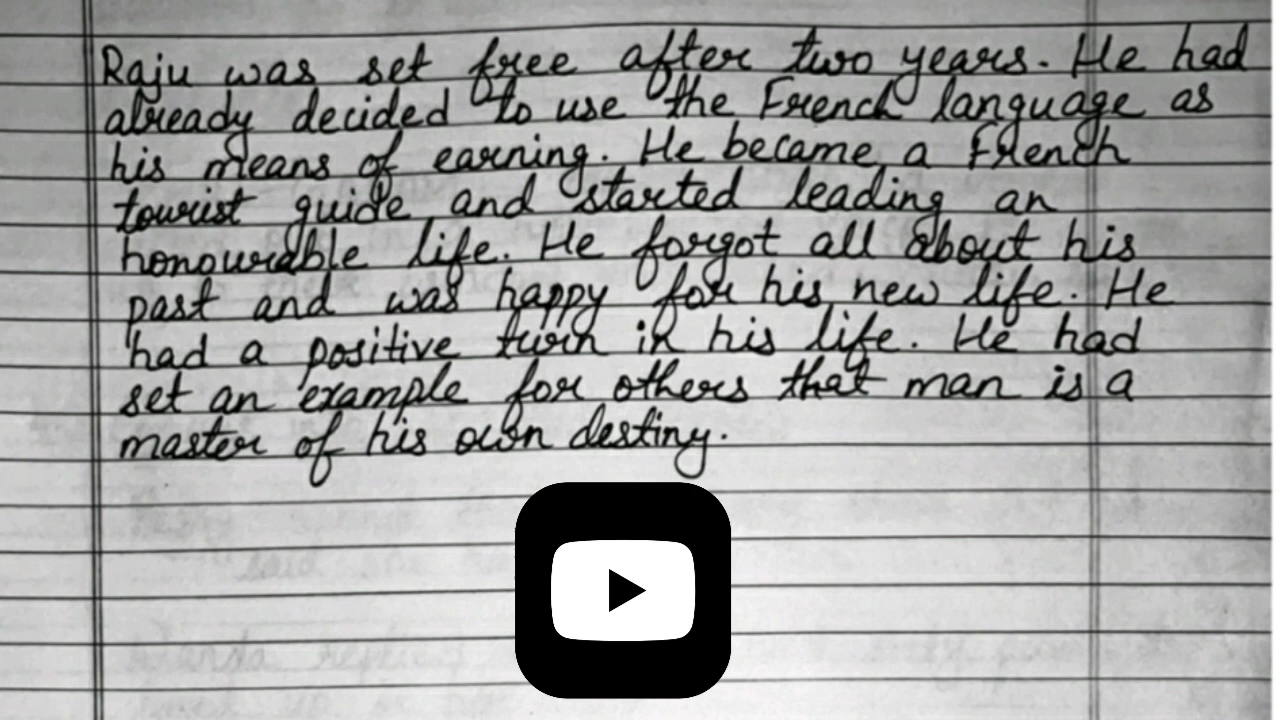 Raju was set free after two years. He had
already decided to use the French language as
his means of earning. He became a French
tourist guide and started leading an
honourable life. He forgot all about his
past and was happy for his new life. He
had a positive turn in his life. He had
set an example for others that man is a
master of his own destiny.